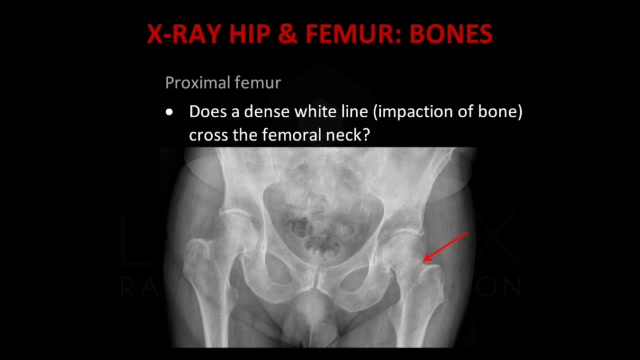 X-RAY HIP & FEMUR: BONES
Proximal femur
• Does a dense white line (impaction of bone)
cross the femoral neck?